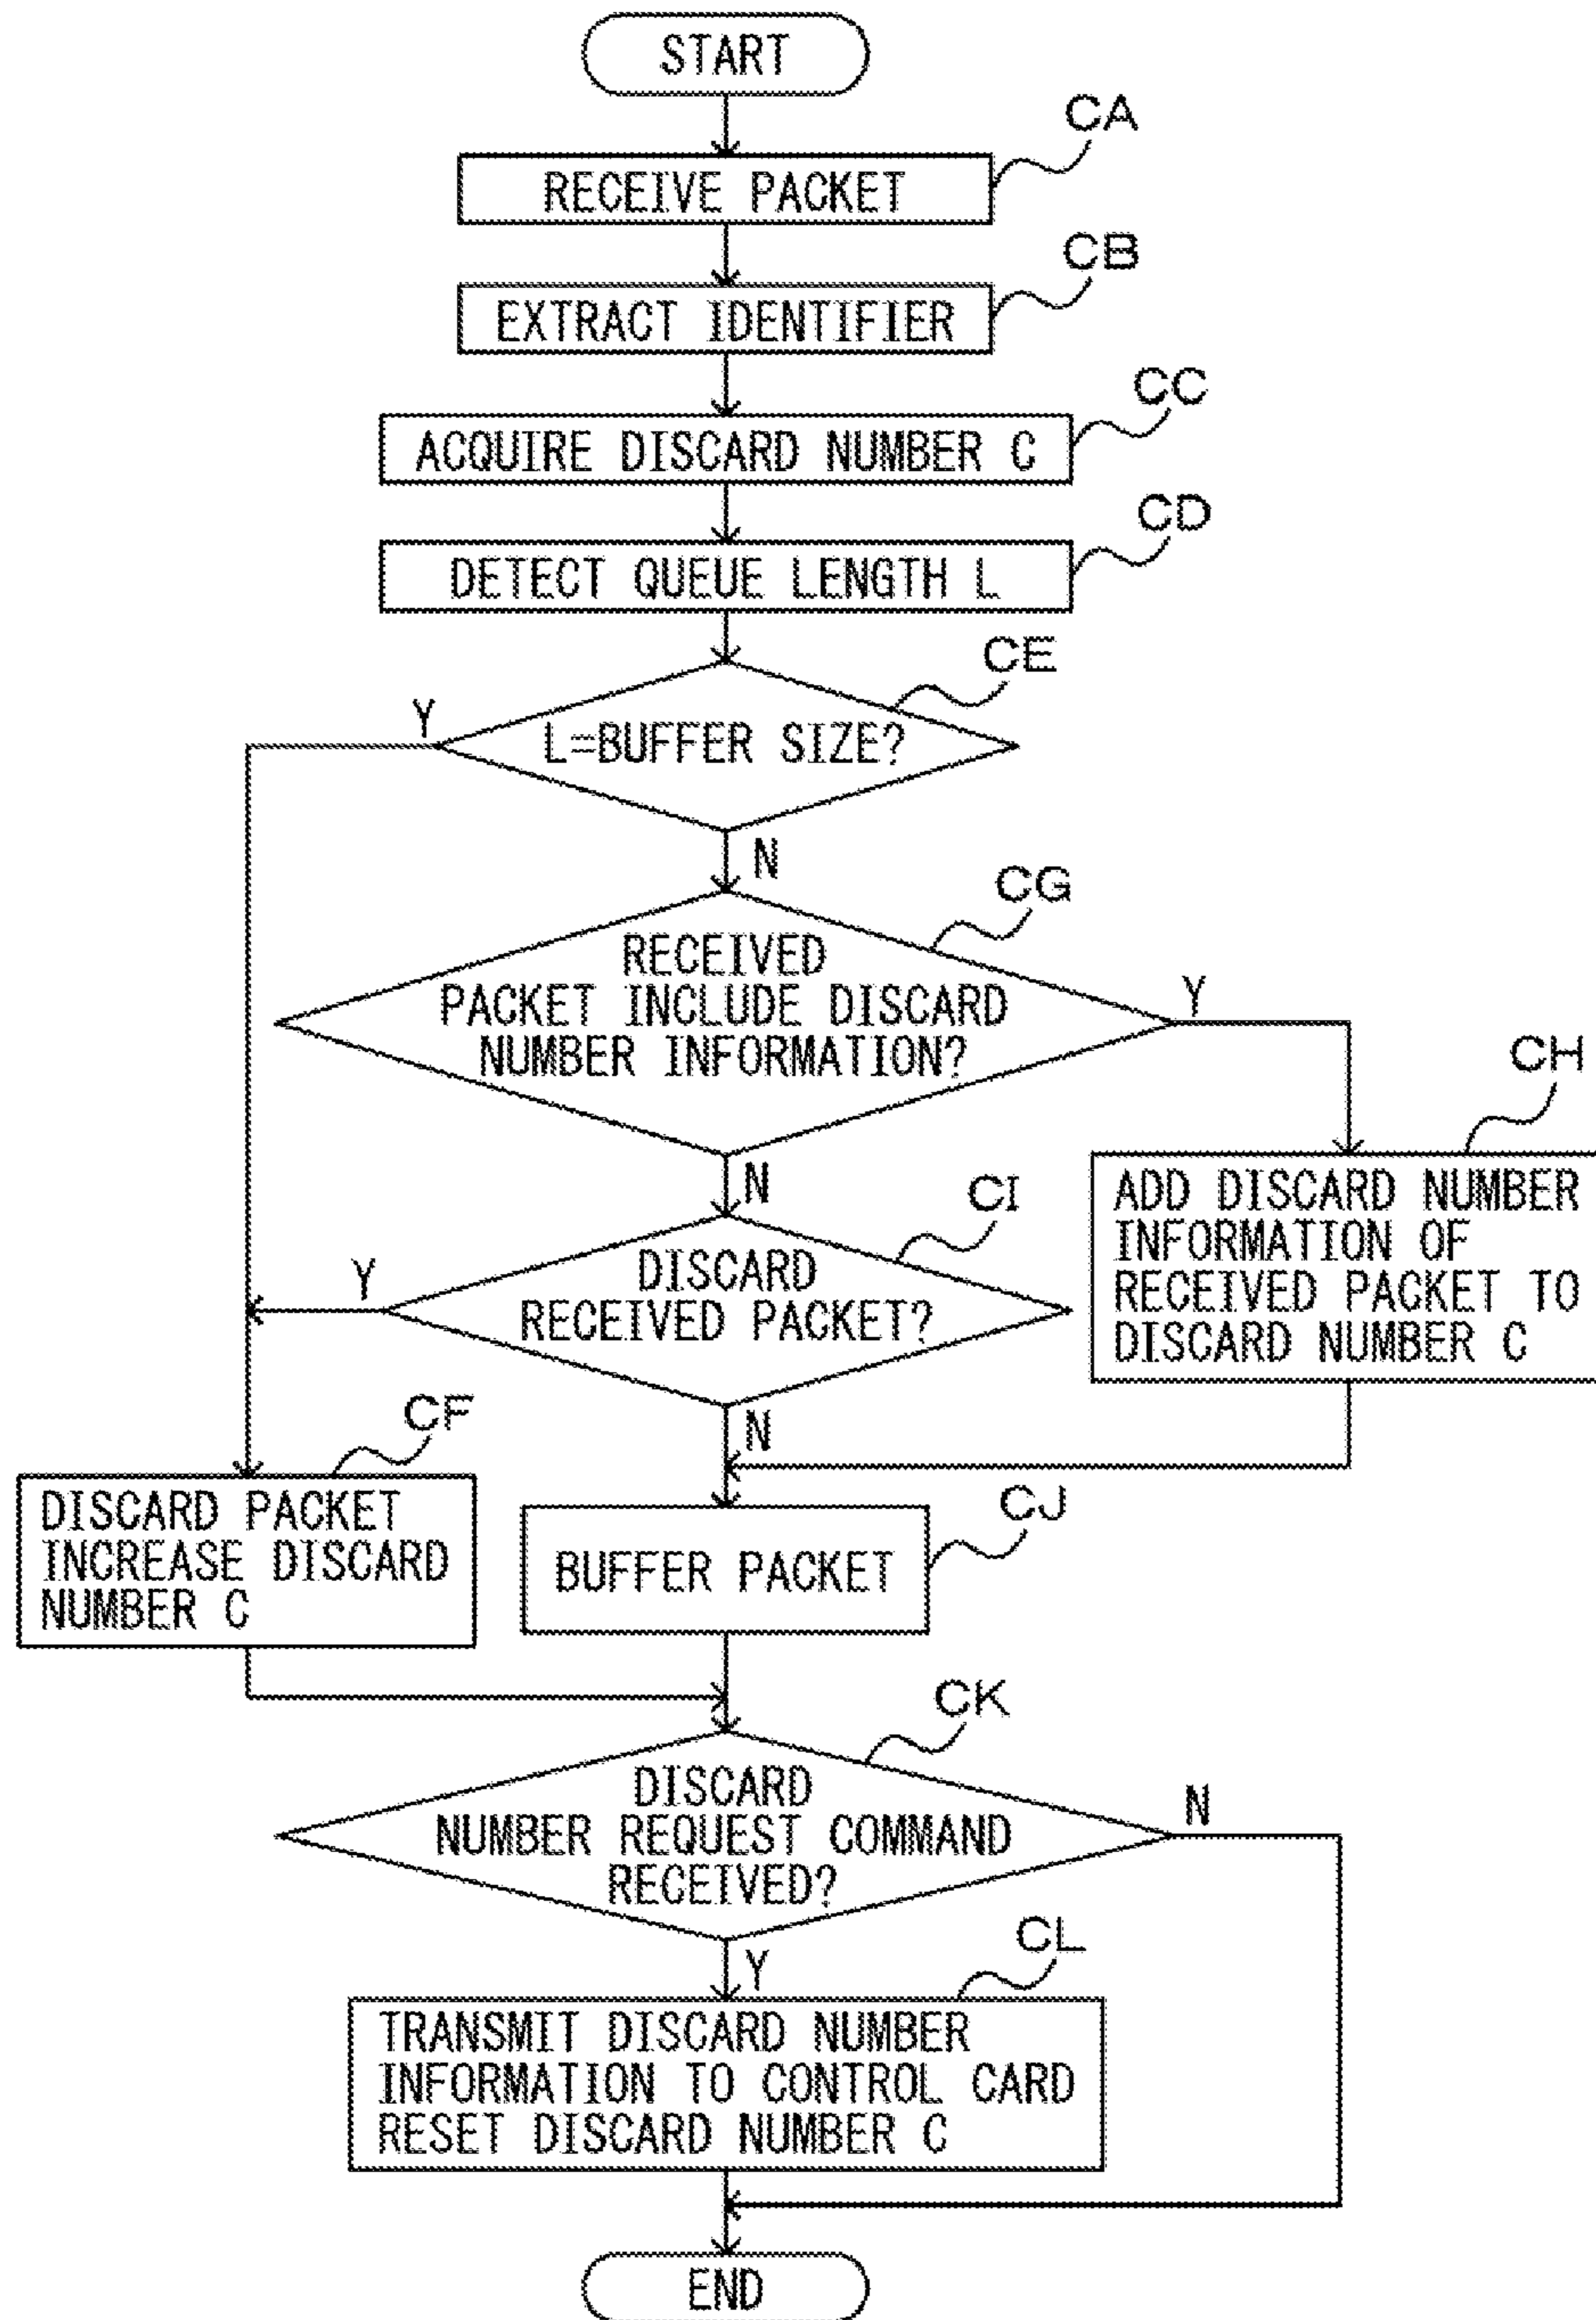 START
CA
RECEIVE PACKET
CB
EXTRACT IDENTIFIER
CC
ACQUIRE DISCARD NUMBER C
CD
DETECT QUEUE LENGTH L
CE
Y
L=BUFFER SIZE?
N
CG
RECEIVED
PACKET INCLUDE DISCARD
NUMBER INFORMATION?
Y
CH
N
ADD DISCARD NUMBER
INFORMATION OF
RECEIVED PACKET TO
DISCARD NUMBER C
CI
Y
DISCARD
RECEIVED PACKET?
N
CF
DISCARD PACKET
INCREASE DISCARD
NUMBER C
CJ
BUFFER PACKET
CK
DISCARD
NUMBER REQUEST COMMAND
RECEIVED?
N
Y
CL
TRANSMIT DISCARD NUMBER
INFORMATION TO CONTROL CARD
RESET DISCARD NUMBER C
END